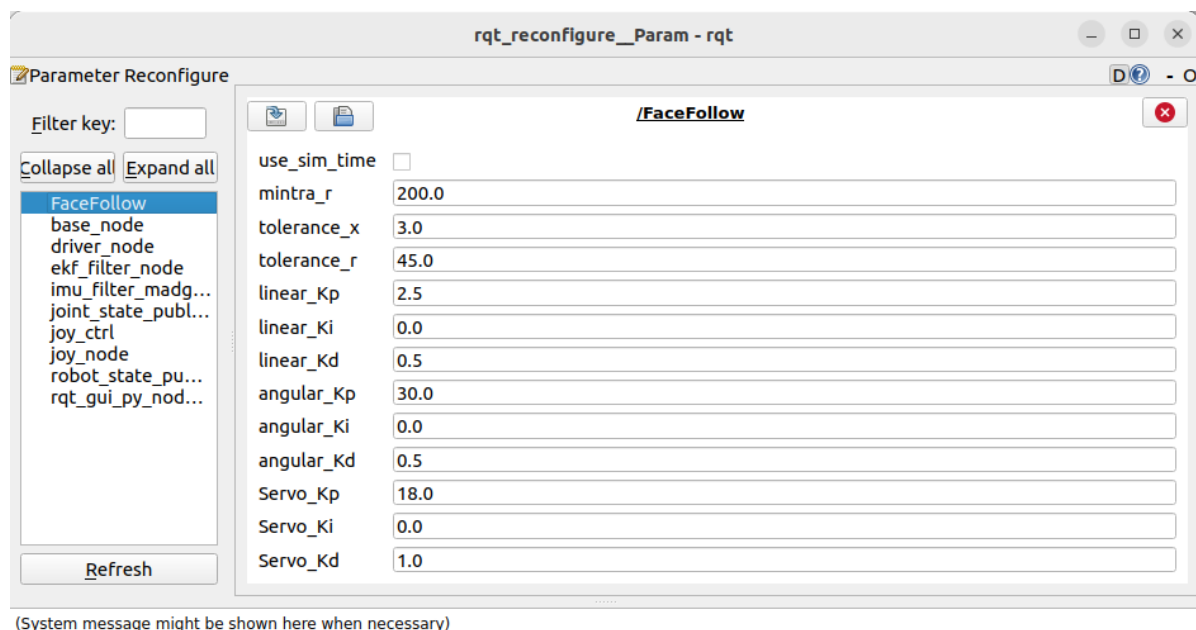 rqt_reconfigure__Param - rqt
Parameter Reconfigure
D
- O
Filter key:
Collapse all
Expand all
FaceFollow
base_node
driver_node
ekf_filter_node
imu_filter_madg...
joint_state_publ...
joy_ctrl
joy_node
robot_state_pu...
rqt_gui_py_nod...
Refresh
/FaceFollow
use_sim_time
mintra_r 200.0
tolerance_x 3.0
tolerance_r 45.0
linear_Kp 2.5
linear_Ki 0.0
linear_Kd 0.5
angular_Kp 30.0
angular_Ki 0.0
angular_Kd 0.5
Servo_Kp 18.0
Servo_Ki 0.0
Servo_Kd 1.0
(System message might be shown here when necessary)